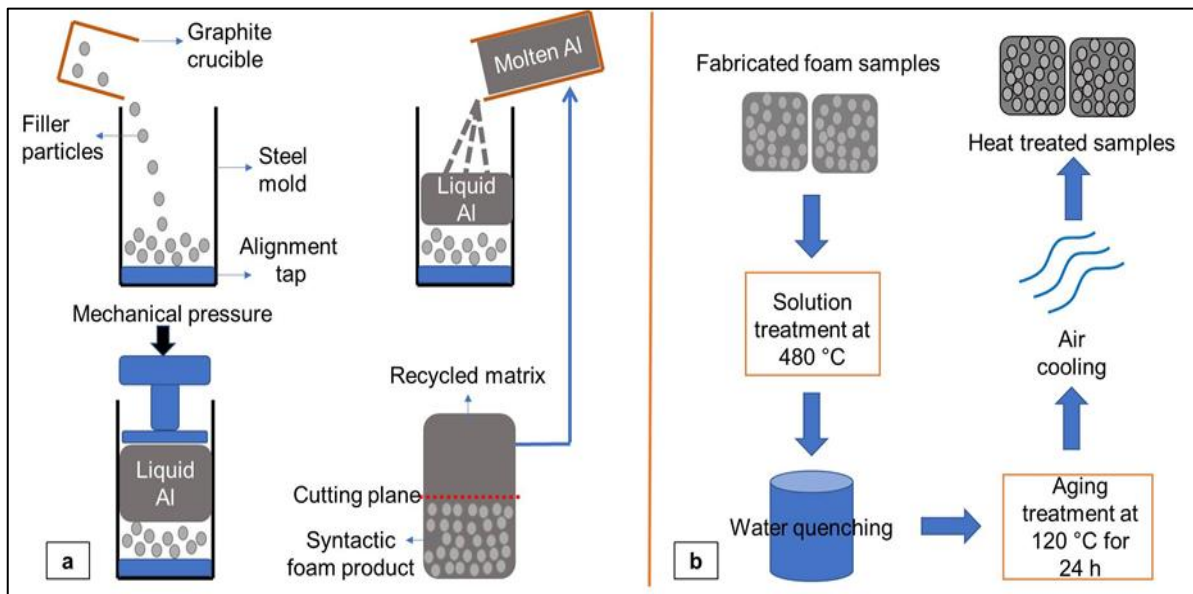 Graphite
crucible
Filler
particles
Steel
mold
Alignment
tap
Molten Al
Liquid
Al
Mechanical pressure
Liquid
Al
Recycled matrix
Cutting plane
Syntactic
foam product
a
Fabricated foam samples
Solution
treatment at
480 °C
Water quenching
Aging
treatment at
120 °C for
24 h
Air
cooling
Heat treated samples
b